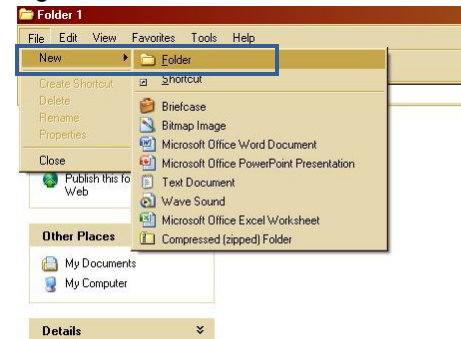 Folder 1
File Edit View Favorites Tools Help
New Folder
Shortcut
Create Shortcut
Delete
Rename
Properties
Close
Briefcase
Bitmap Image
Microsoft Office Word Document
Microsoft Office PowerPoint Presentation
Text Document
Wave Sound
Microsoft Office Excel Worksheet
Compressed (zipped) Folder
Publish this fo
Web
Other Places
My Documents
My Computer
Details